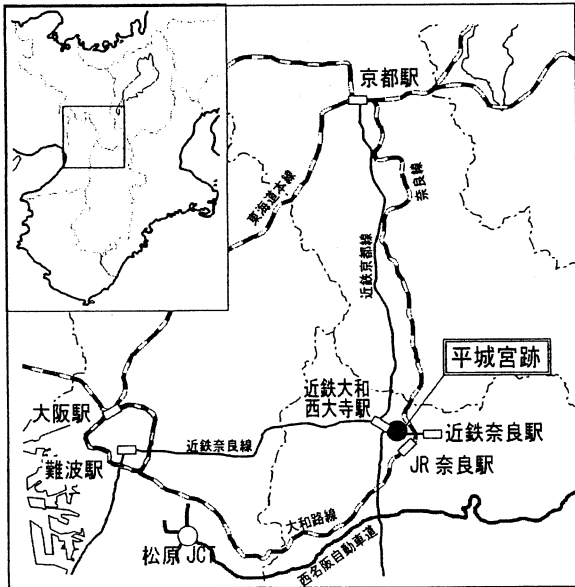 京都駅
東海道本線
奈良線
近鉄京都線
平城宮跡
近鉄大和
西大寺駅
大阪駅
近鉄奈良線
近鉄奈良駅
難波駅
JR 奈良駅
大和路線
松原 JCT
西名阪自動車道